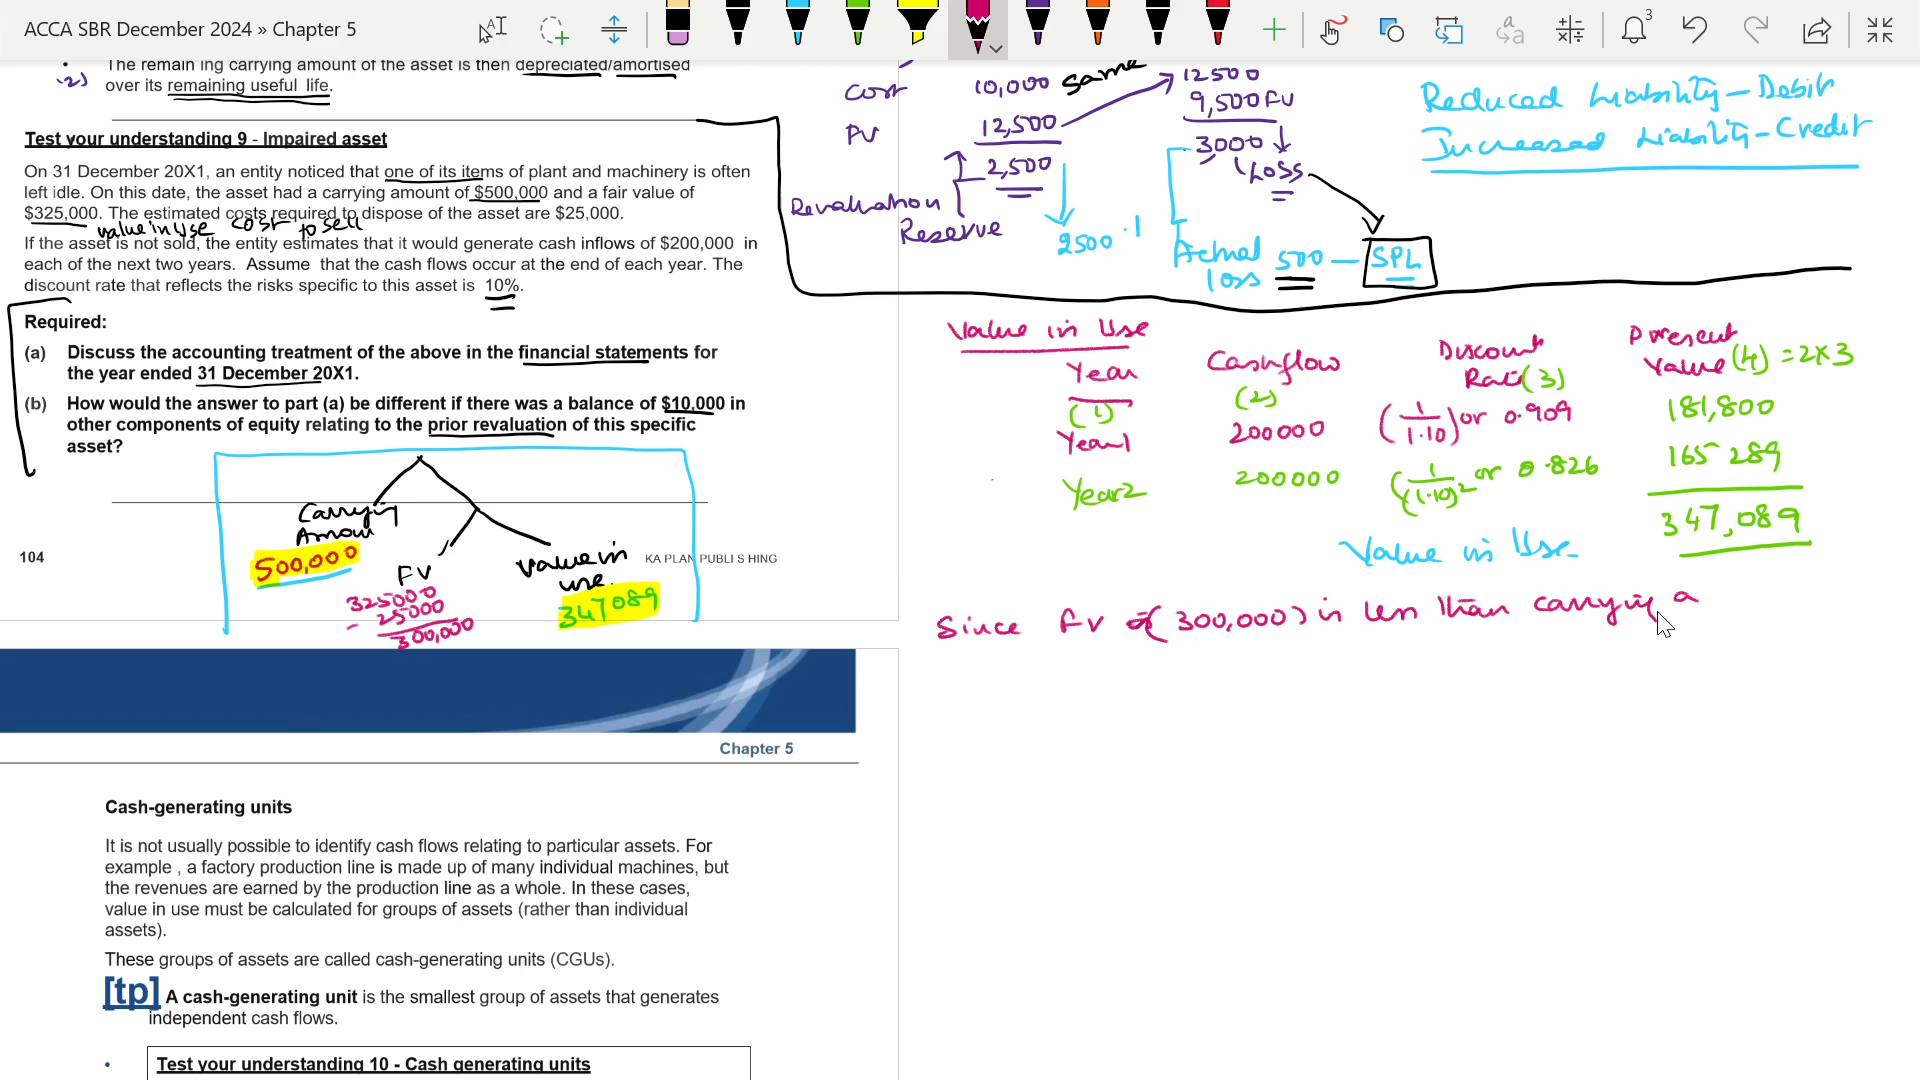 ACCA SBR December 2024 » Chapter 5
3
• The remain ing carrying amount of the asset is then depreciated/amortised
(2)
over its remaining useful life.
Test your understanding 9 - Impaired asset
On 31 December 20X1, an entity noticed that one of its items of plant and machinery is often
left idle. On this date, the asset had a carrying amount of $500,000 and a fair value of
$325,000. The estimated costs required to dispose of the asset are $25,000.
value in use cost to sell
If the asset is not sold, the entity estimates that it would generate cash inflows of $200,000 in
each of the next two years. Assume that the cash flows occur at the end of each year. The
discount rate that reflects the risks specific to this asset is 10%.
Required:
(a) Discuss the accounting treatment of the above in the financial statements for
the year ended 31 December 20X1.
(b) How would the answer to part (a) be different if there was a balance of $10,000 in
other components of equity relating to the prior revaluation of this specific
asset?
Carrying
Amoun
500,000
FV
325000
- 25000
300,000
Value in
use
347089
104
KA PLAN PUBLI S HING
Cost 10,000 same 12500
FV 12,500 9,500 FV
2,500 3000
Loss
Revaluation
Reserve
2500
Actual
loss 500 — SPL
Reduced Liability - Debit
Increased Liability - Credit
Value in Use
Year Cashflow Discount Rate (3) Present Value (4) = 2x3
(1) (2)
Year1 200000 (1/1.10) or 0.909 181,800
Year2 200000 (1/(1.10)2 or 0.826 165 289
347,089
Value in Use
Since FV (300,000) is less than carrying a
Chapter 5
Cash-generating units
It is not usually possible to identify cash flows relating to particular assets. For
example , a factory production line is made up of many individual machines, but
the revenues are earned by the production line as a whole. In these cases,
value in use must be calculated for groups of assets (rather than individual
assets).
These groups of assets are called cash-generating units (CGUs).
[tp] A cash-generating unit is the smallest group of assets that generates
independent cash flows.
• Test your understanding 10 - Cash generating units